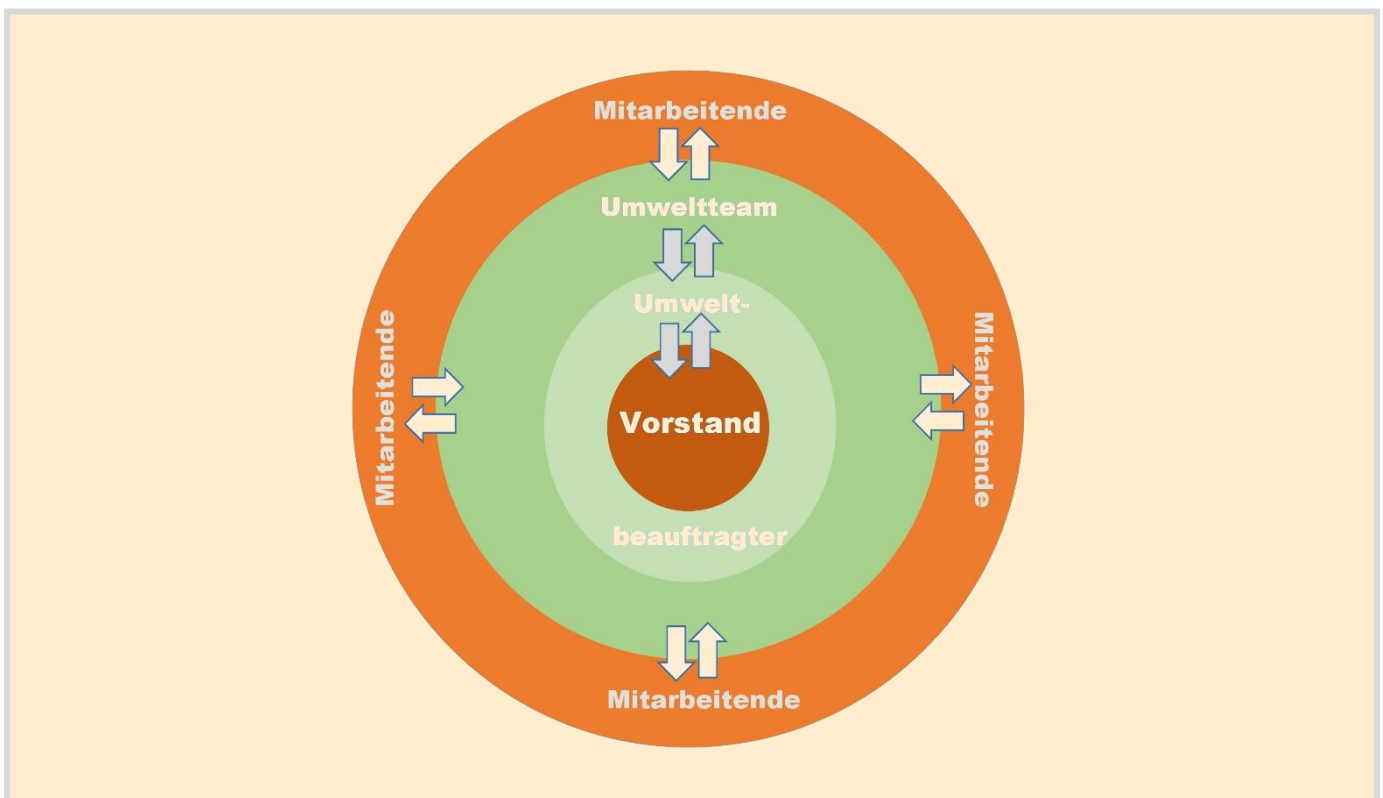 Mitarbeitende
Umweltteam
Umwelt-
Mitarbeitende
Mitarbeitende
Vorstand
beauftragter
Mitarbeitende